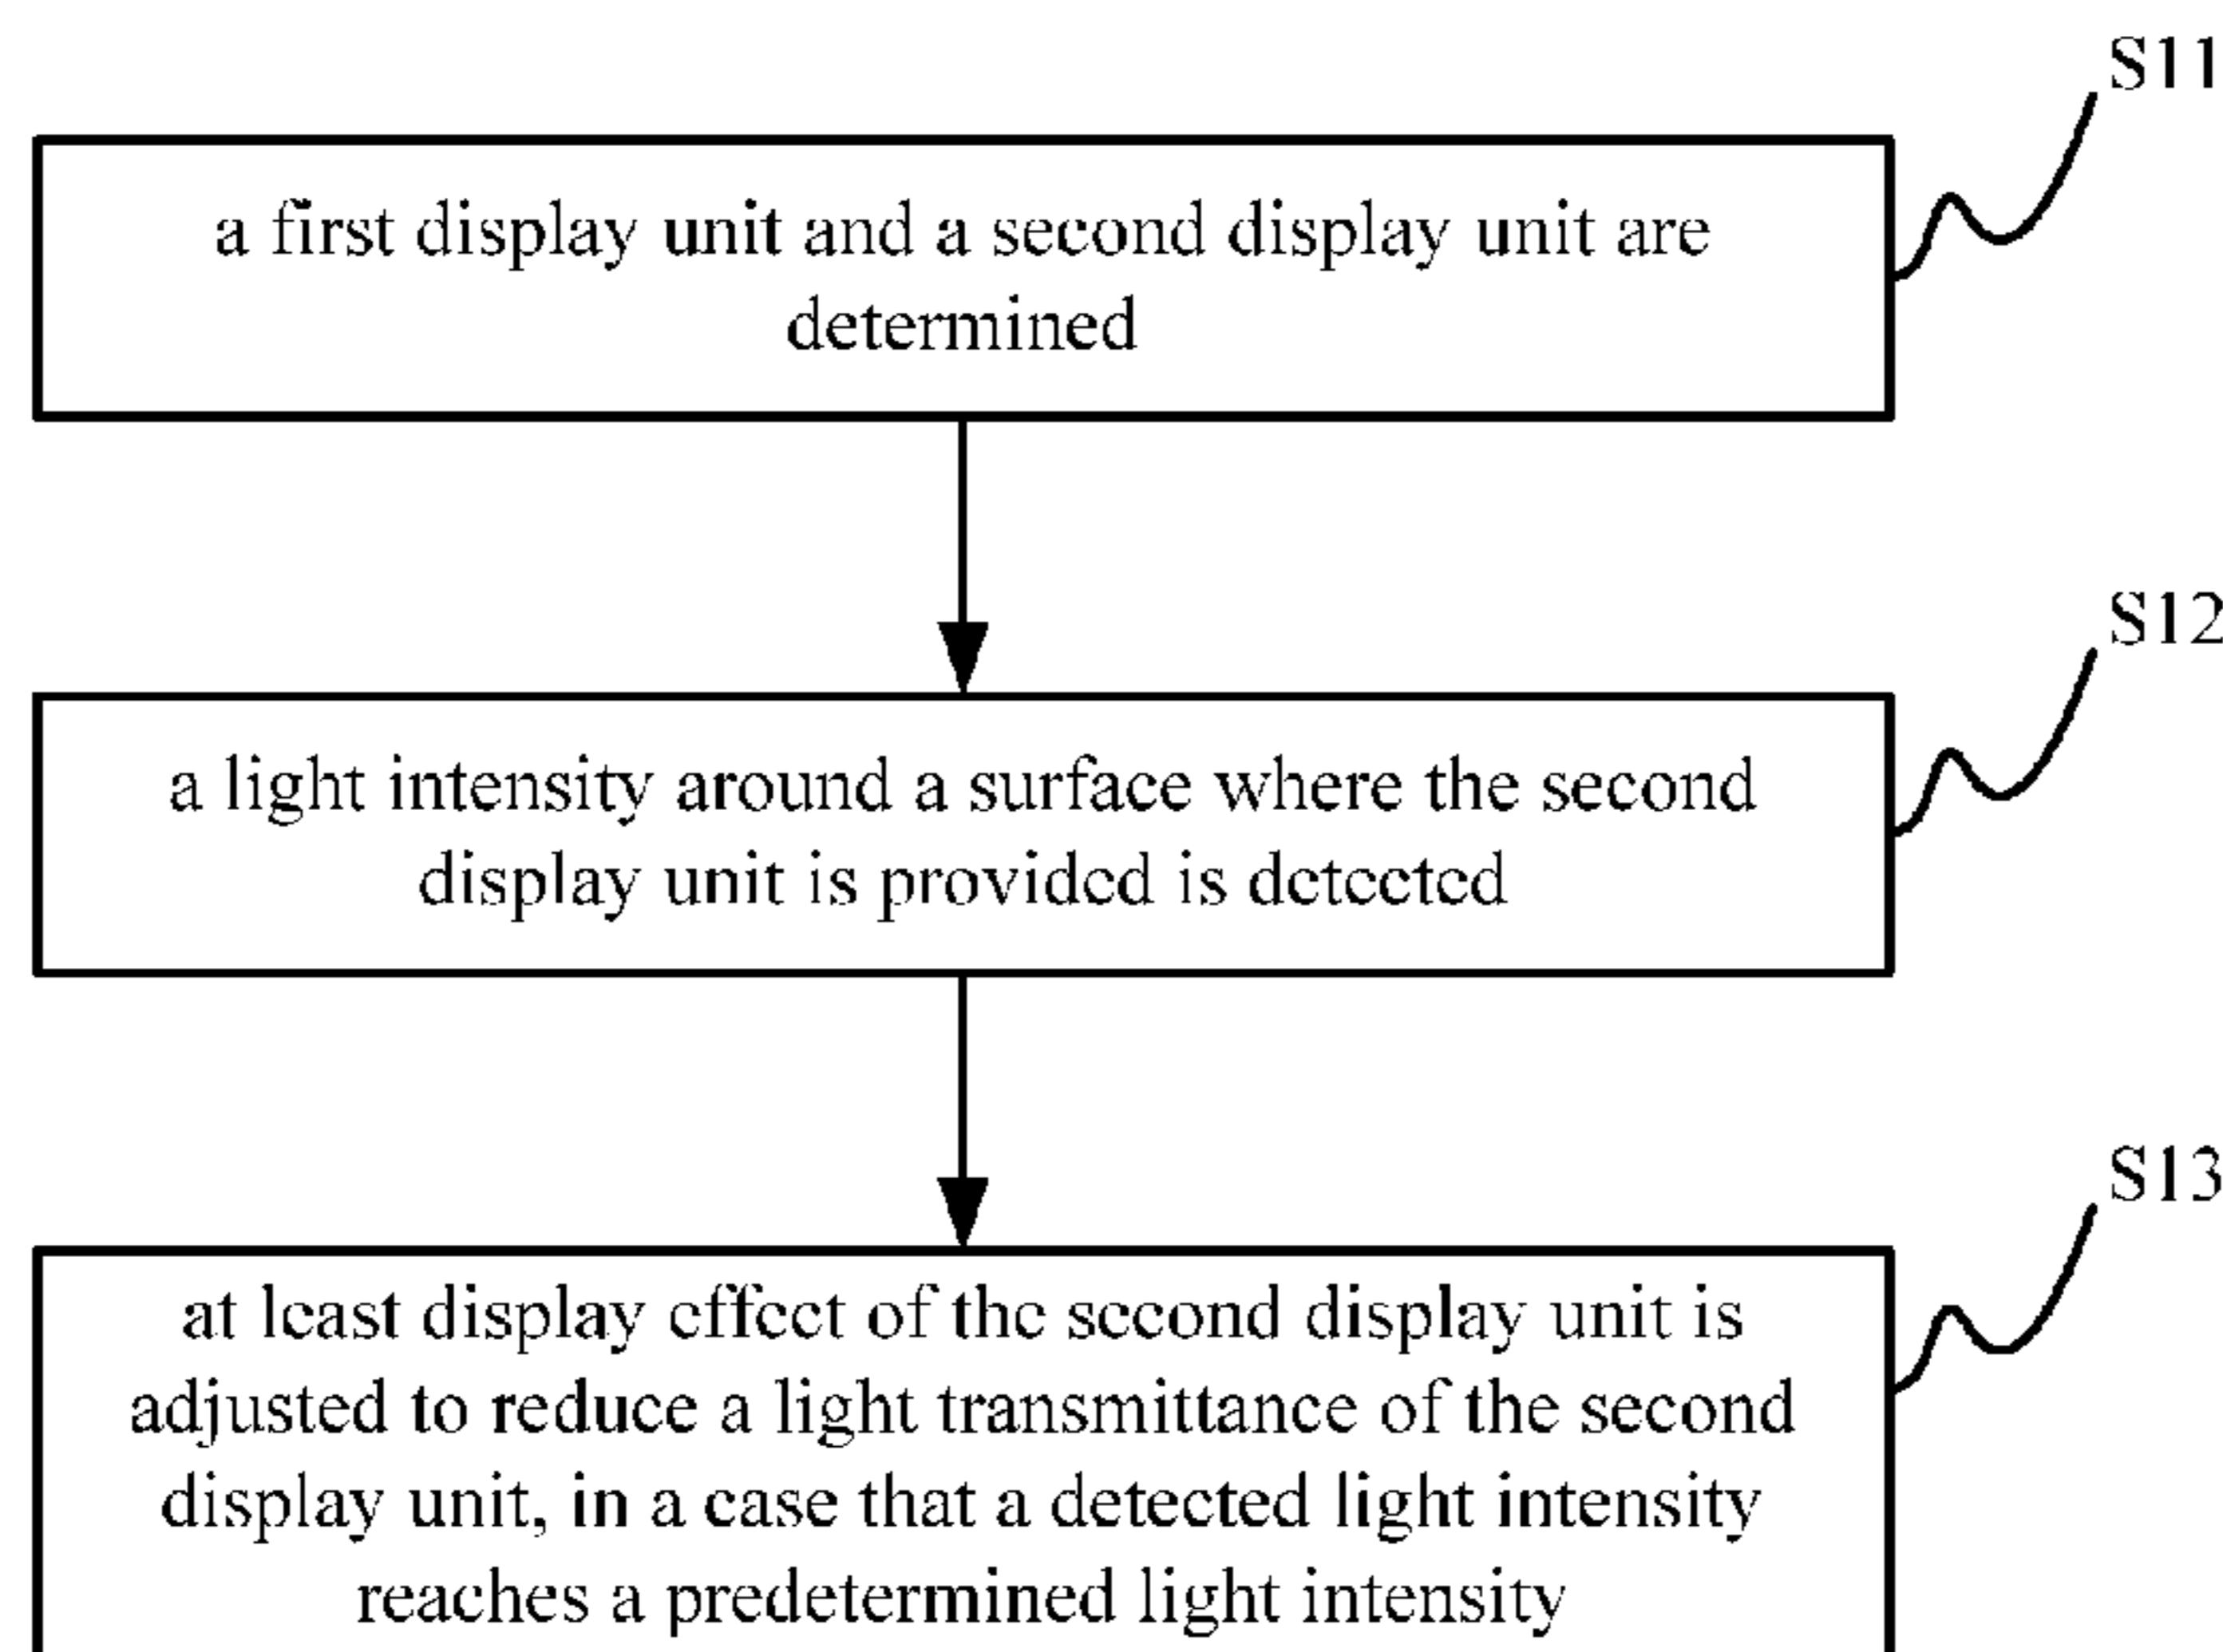 S11
a first display unit and a second display unit are
determined
S12
a light intensity around a surface where the second
display unit is provided is detected
S13
at least display effect of the second display unit is
adjusted to reduce a light transmittance of the second
display unit, in a case that a detected light intensity
reaches a predetermined light intensity